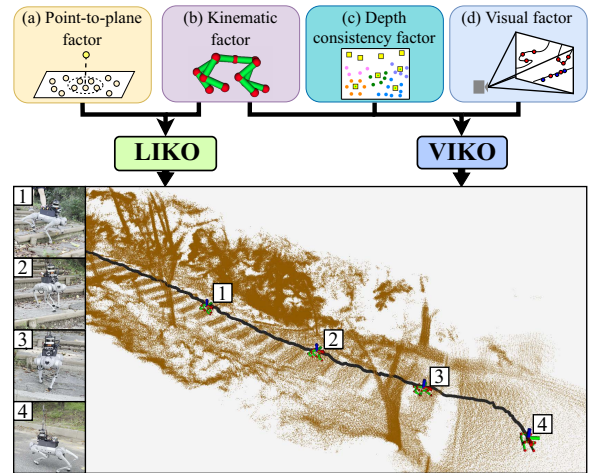 (a) Point-to-plane
factor
(b) Kinematic
factor
(c) Depth
consistency factor
(d) Visual factor
LIKO
VIKO
1
2
3
4
1
2
3
4